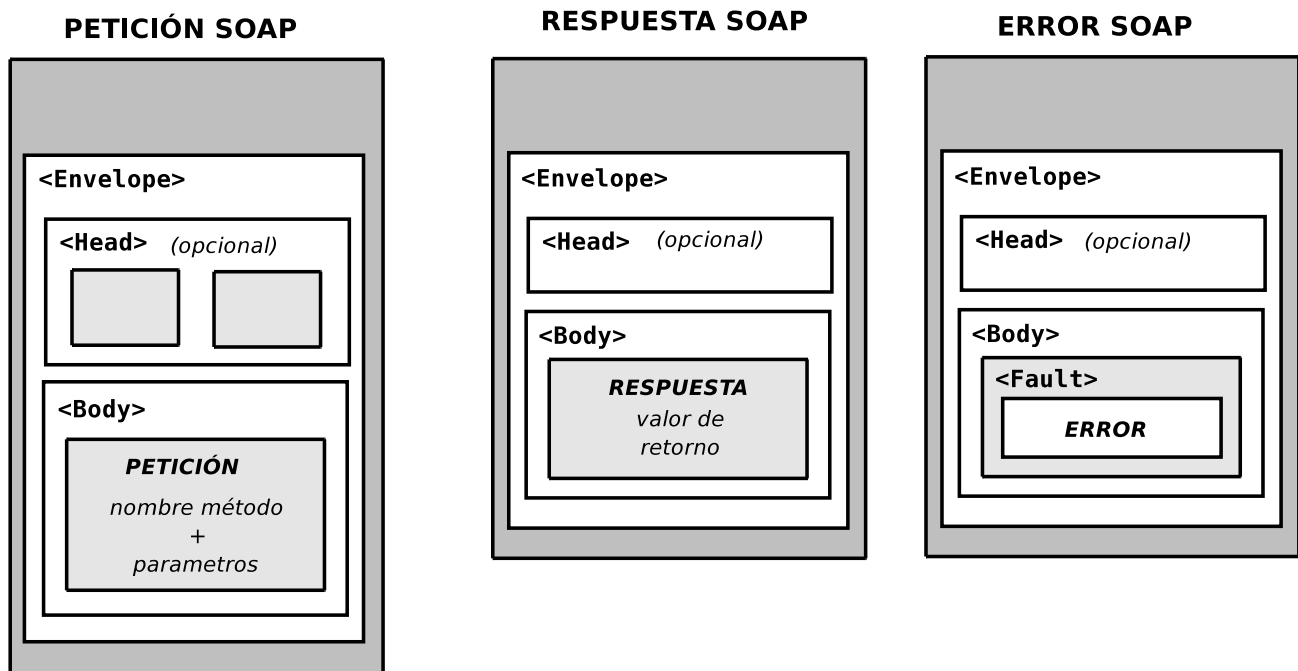 PETICIÓN SOAP
<Envelope>
<Head> (opcional)
<Body>
PETICIÓN
nombre método
+
parametros
RESPUESTA SOAP
<Envelope>
<Head> (opcional)
<Body>
RESPUESTA
valor de
retorno
ERROR SOAP
<Envelope>
<Head> (opcional)
<Body>
<Fault>
ERROR